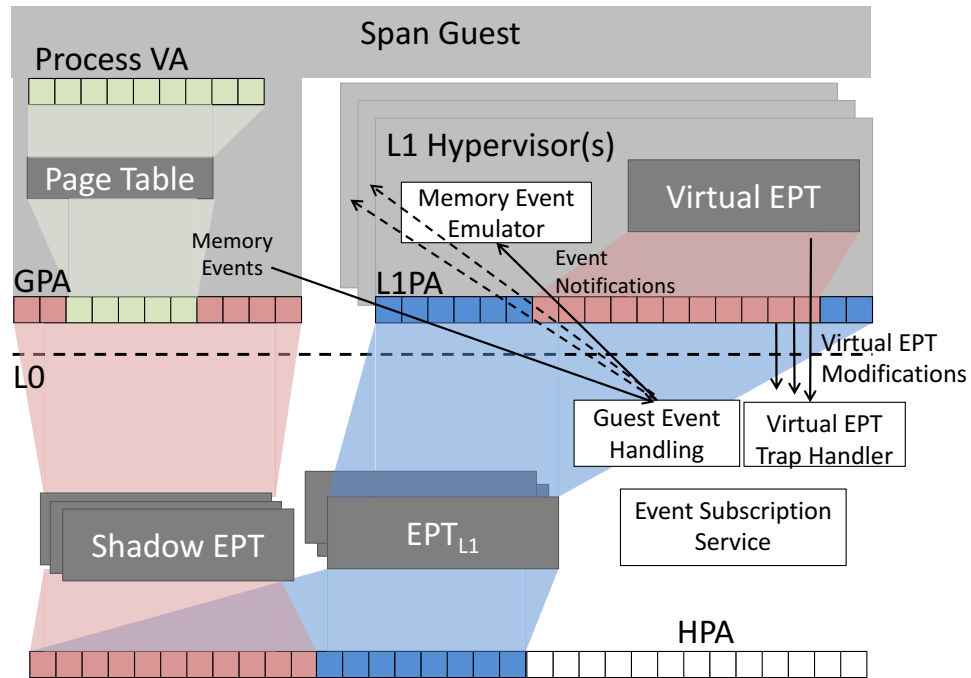 Span Guest
Process VA
L1 Hypervisor(s)
Page Table
Memory Event
Emulator
Virtual EPT
Memory
Events
Event
Notifications
GPA
L1PA
L0
Virtual EPT
Modifications
Guest Event
Handling
Virtual EPT
Trap Handler
Shadow EPT
EPTL1
Event Subscription
Service
HPA